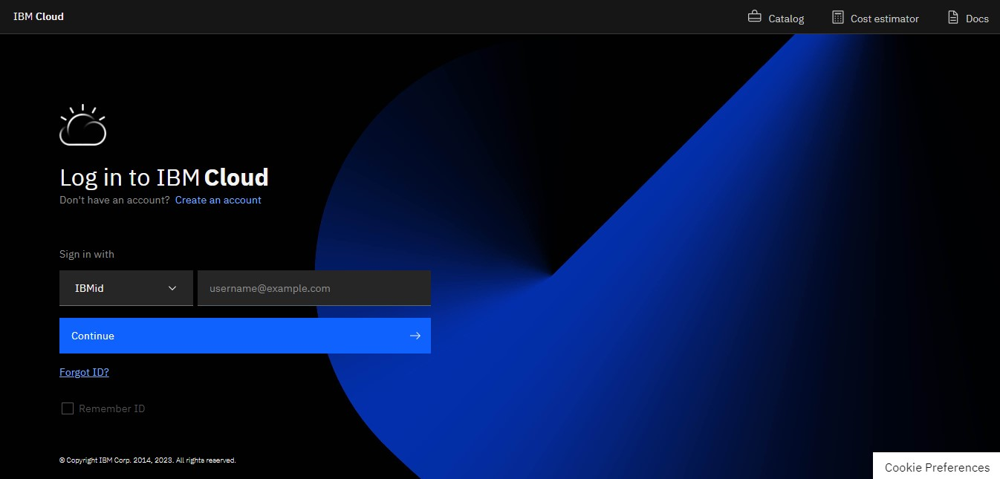 IBM Cloud
Catalog
Cost estimator
Docs
Log in to IBM Cloud
Don't have an account? Create an account
Sign in with
IBMid
username@example.com
Continue
Forgot ID?
Remember ID
© Copyright IBM Corp. 2014, 2023. All rights reserved.
Cookie Preferences